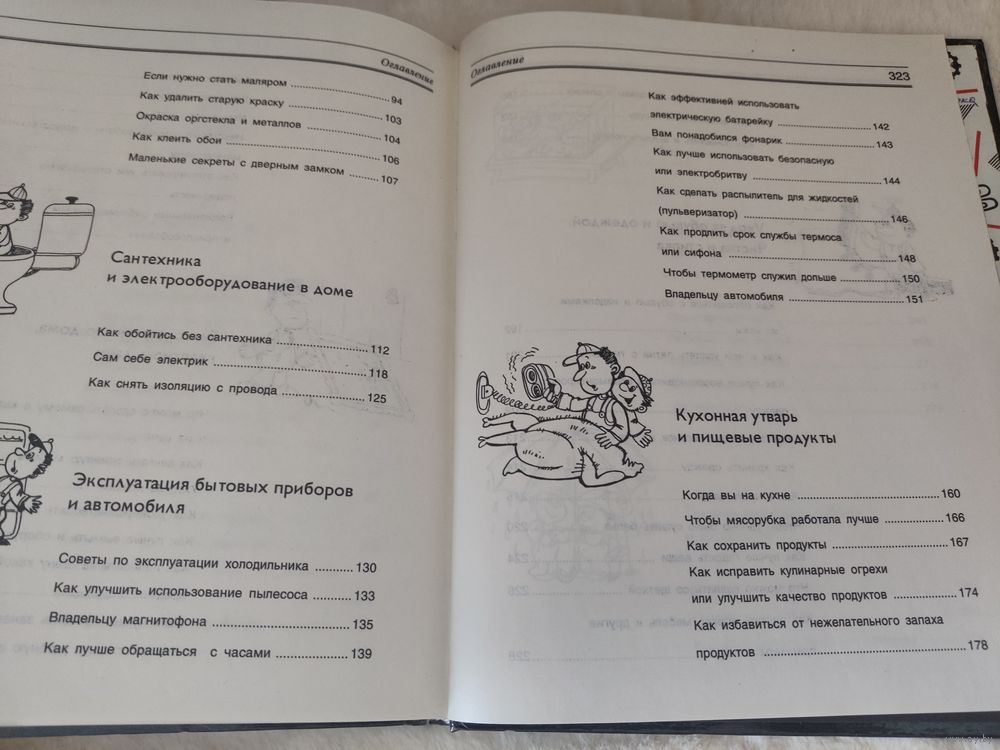 Оглавление
Если нужно стать маляром ........ 94
Как удалить старую краску ........ 103
Окраска оргстекла и металлов ........ 104
Как клеить обои ........ 106
Маленькие секреты с дверным замком ........ 107
Сантехника
и электрооборудование в доме
Как обойтись без сантехника ........ 112
Сам себе электрик ........ 118
Как снять изоляцию с провода ........ 125
Эксплуатация бытовых приборов
и автомобиля
Советы по эксплуатации холодильника ........ 130
Как улучшить использование пылесоса ........ 133
Владельцу магнитофона ........ 135
Как лучше обращаться с часами ........ 139
Оглавление 323
Как эффективней использовать
электрическую батарейку ........ 142
Вам понадобился фонарик ........ 143
Как лучше использовать безопасную
или электробритву ........ 144
Как сделать распылитель для жидкостей
(пульверизатор) ........ 146
Как продлить срок службы термоса
или сифона ........ 148
Чтобы термометр служил дольше ........ 150
Владельцу автомобиля ........ 151
Кухонная утварь
и пищевые продукты
Когда вы на кухне ........ 160
Чтобы мясорубка работала лучше ........ 166
Как сохранить продукты ........ 167
Как исправить кулинарные огрехи
или улучшить качество продуктов ........ 174
Как избавиться от нежелательного запаха
продуктов ........ 178